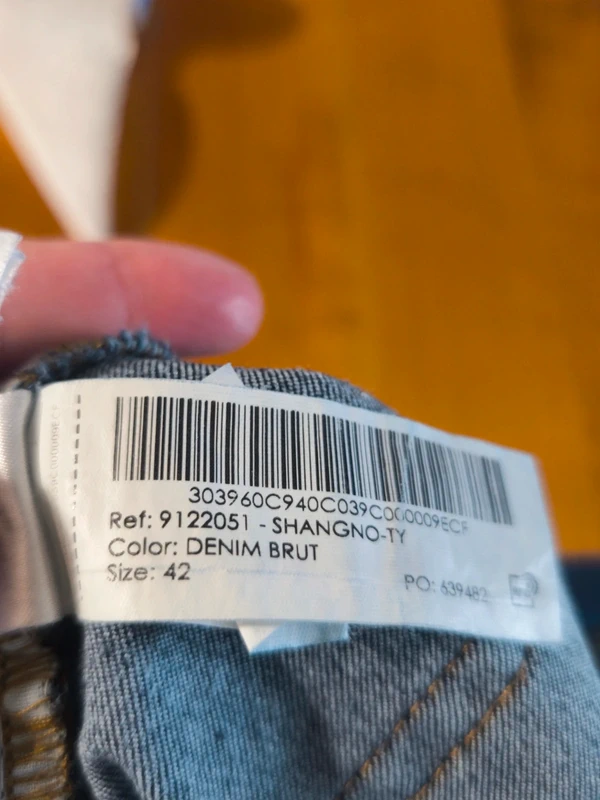 303960C940C039C000009ECF
Ref: 9122051 - SHANGNO-TY
Color: DENIM BRUT
Size: 42
PO: 639482